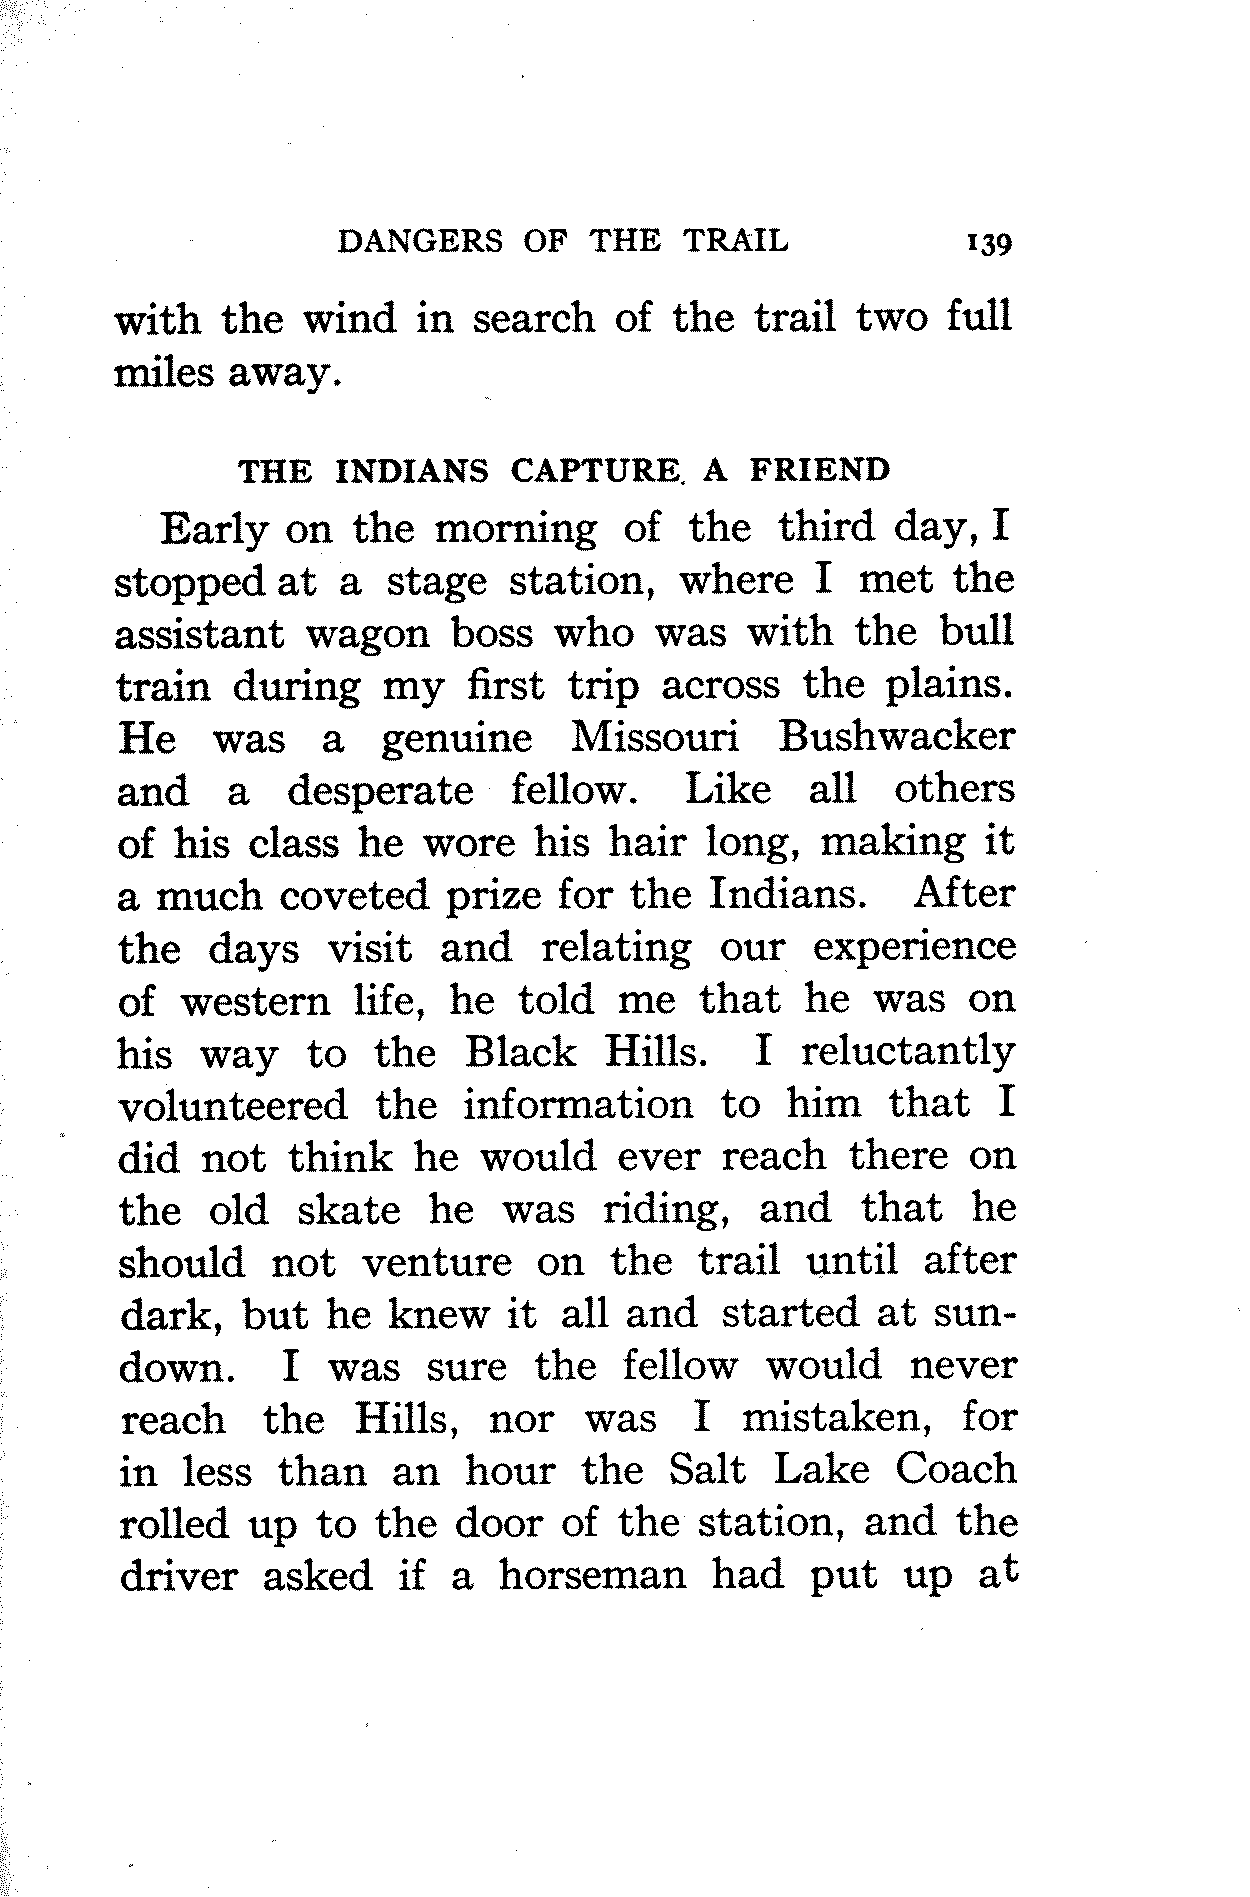 DANGERS OF THE TRAIL 139
with the wind in search of the trail two full
miles away.
THE INDIANS CAPTURE. A FRIEND
Early on the morning of the third day, I
stopped at a stage station, where I met the
assistant wagon boss who was with the bull
train during my first trip across the plains.
He was a genuine Missouri Bushwacker
and a desperate fellow. Like all others
of his class he wore his hair long, making it
a much coveted prize for the Indians. After
the days visit and relating our experience
of western life, he told me that he was on
his way to the Black Hills. I reluctantly
volunteered the information to him that I
did not think he would ever reach there on
the old skate he was riding, and that he
should not venture on the trail until after
dark, but he knew it all and started at sun-
down. I was sure the fellow would never
reach the Hills, nor was I mistaken, for
in less than an hour the Salt Lake Coach
rolled up to the door of the station, and the
driver asked if a horseman had put up at